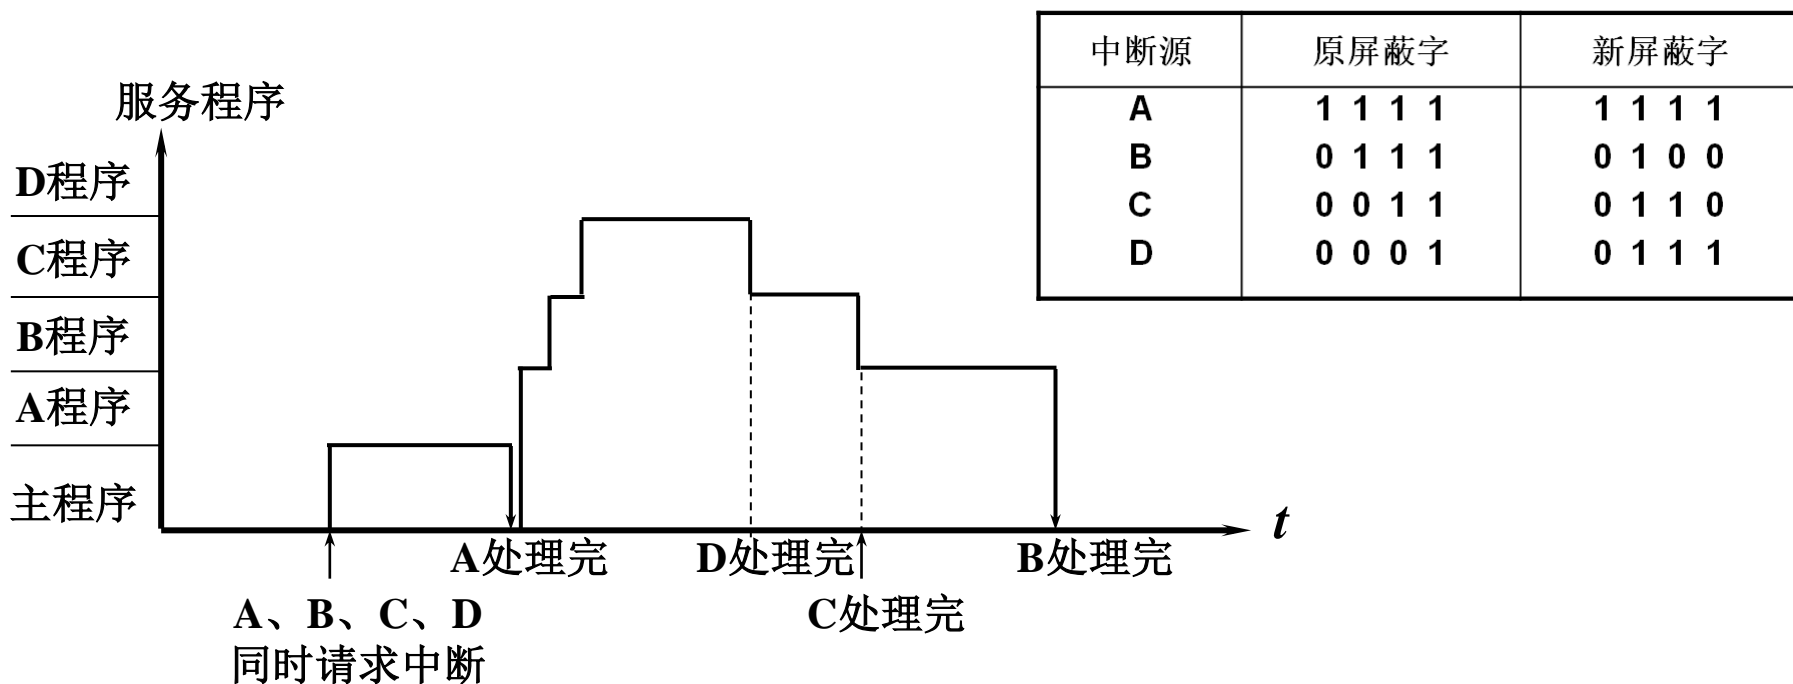 中断源 原屏蔽字 新屏蔽字
A 1 1 1 1 1 1 1 1
B 0 1 1 1 0 1 0 0
C 0 0 1 1 0 1 1 0
D 0 0 0 1 0 1 1 1
服务程序
D程序
C程序
B程序
A程序
主程序
t
A处理完 D处理完 B处理完
A、B、C、D C处理完
同时请求中断